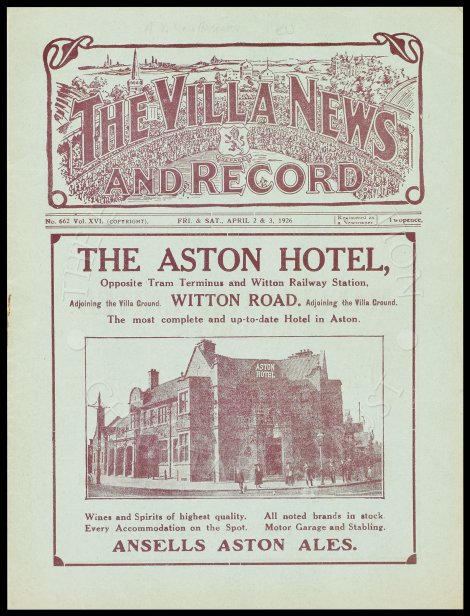 THE VILLA NEWS
AND RECORD
No. 662 Vol. XVI. (COPYRIGHT). FRI. & SAT., APRIL 2 & 3, 1926 Registered as a Newspaper Twopence.
THE ASTON HOTEL,
Opposite Tram Terminus and Witton Railway Station,
Adjoining the Villa Ground. WITTON ROAD. Adjoining the Villa Ground.
The most complete and up-to-date Hotel in Aston.
ASTON
HOTEL
Wines and Spirits of highest quality. All noted brands in stock.
Every Accommodation on the Spot. Motor Garage and Stabling.
ANSELLS ASTON ALES.